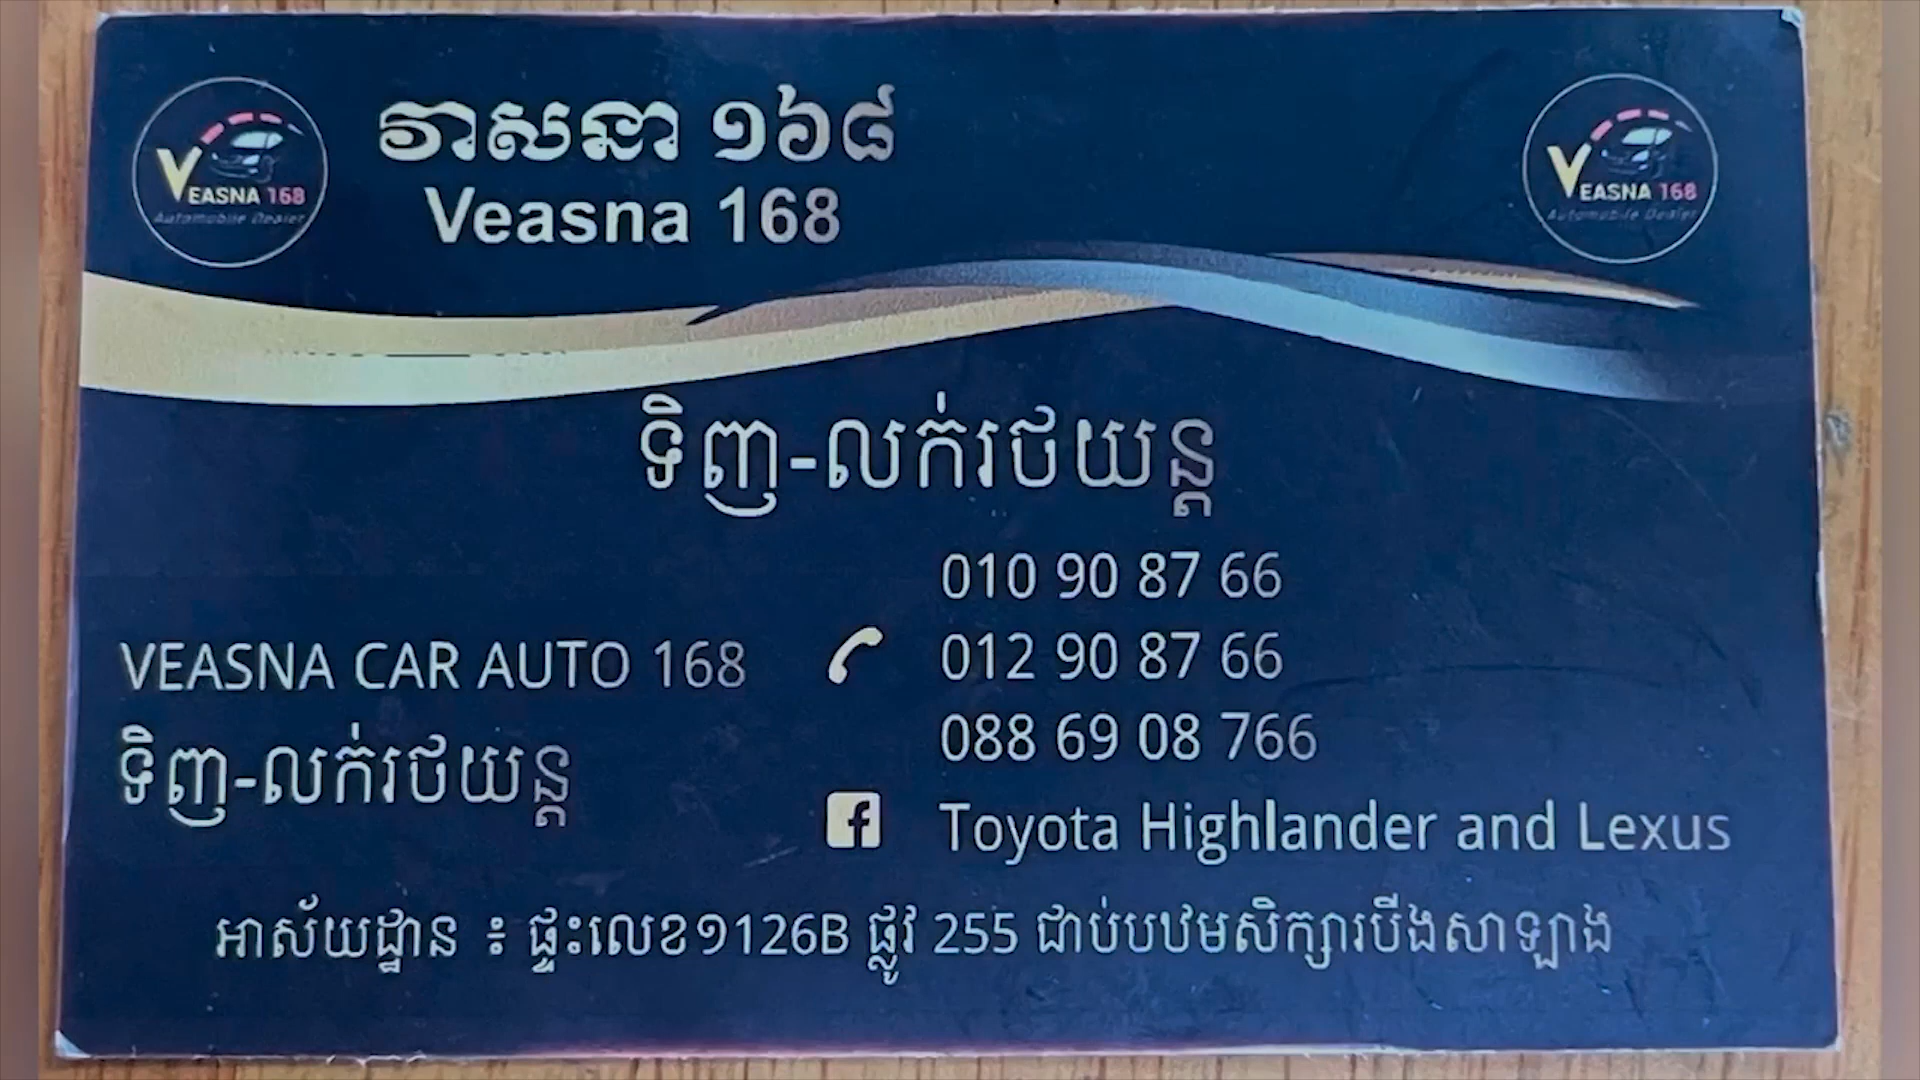 វាសនា ១៦៨
Veasna 168
VEASNA 168
Automobile Dealer
VEASNA 168
Automobile Dealer
ទិញ-លក់រថយន្ត
010 90 87 66
012 90 87 66
088 69 08 766
VEASNA CAR AUTO 168
ទិញ-លក់រថយន្ត
Toyota Highlander and Lexus
អាស័យដ្ឋាន ៖ ផ្ទះលេខ១126B ផ្លូវ 255 ជាប់បឋមសិក្សារបឹងសាឡាង